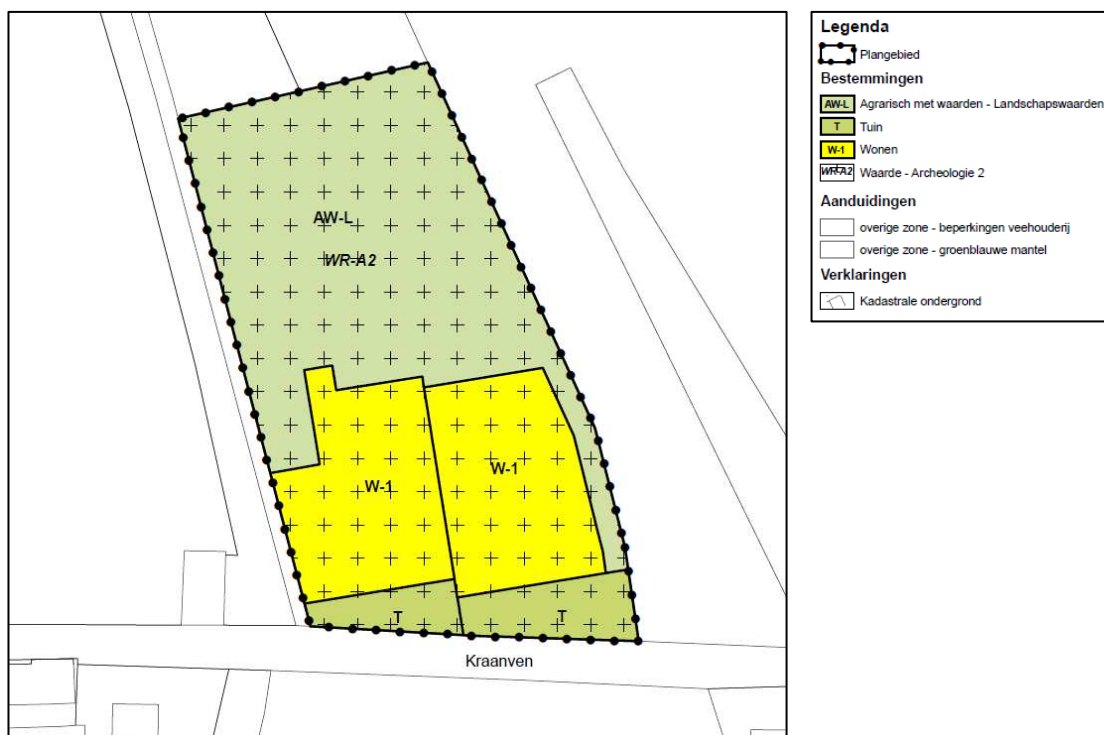 AW-L
WR-A2
W-1
W-1
T
T
Kraanven
Legenda
Plangebied
Bestemmingen
AW-L Agrarisch met waarden - Landschapswaarden
T Tuin
W-1 Wonen
WR-A2 Waarde - Archeologie 2
Aanduidingen
overige zone - beperkingen veehouderij
overige zone - groenblauwe mantel
Verklaringen
Kadastrale ondergrond